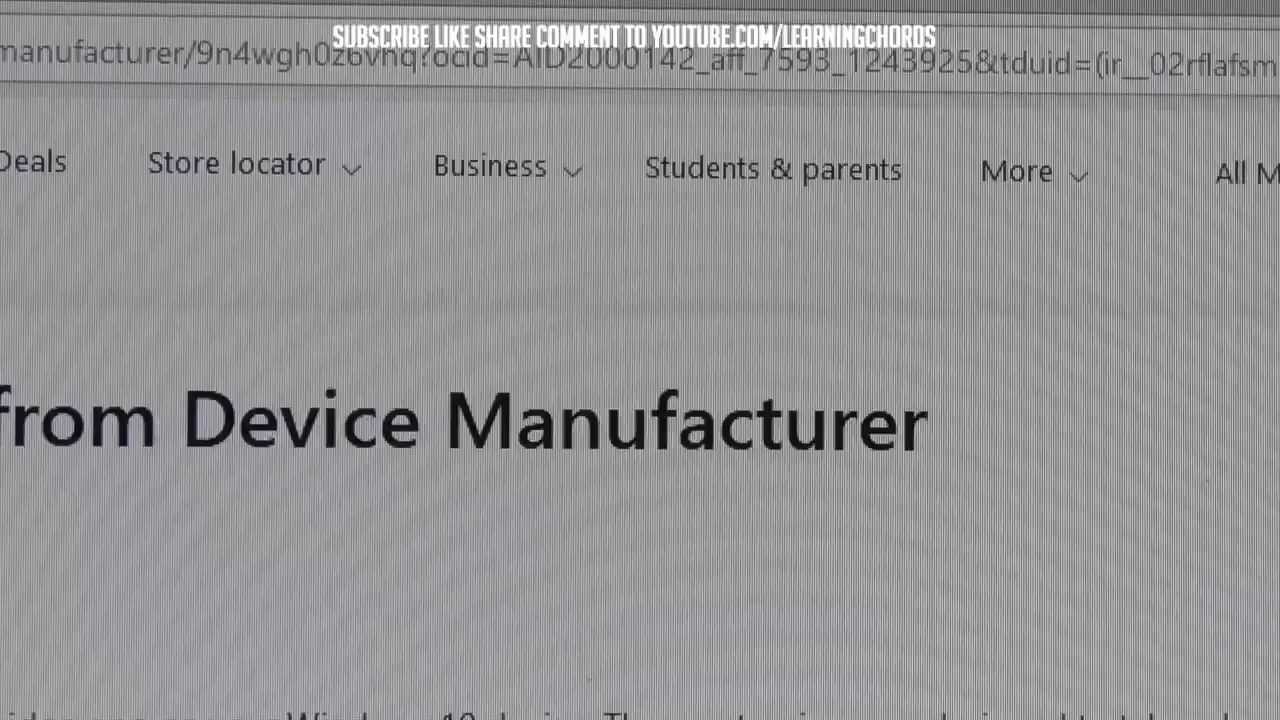 SUBSCRIBE LIKE SHARE COMMENT TO YOUTUBE.COM/LEARNINGCHORDS
manufacturer/9n4wgh0z6vhq?ocid=AID2000142_aff_7593_1243925&tduid=(ir__02rflafsm
Deals Store locator Business Students & parents More All M
from Device Manufacturer